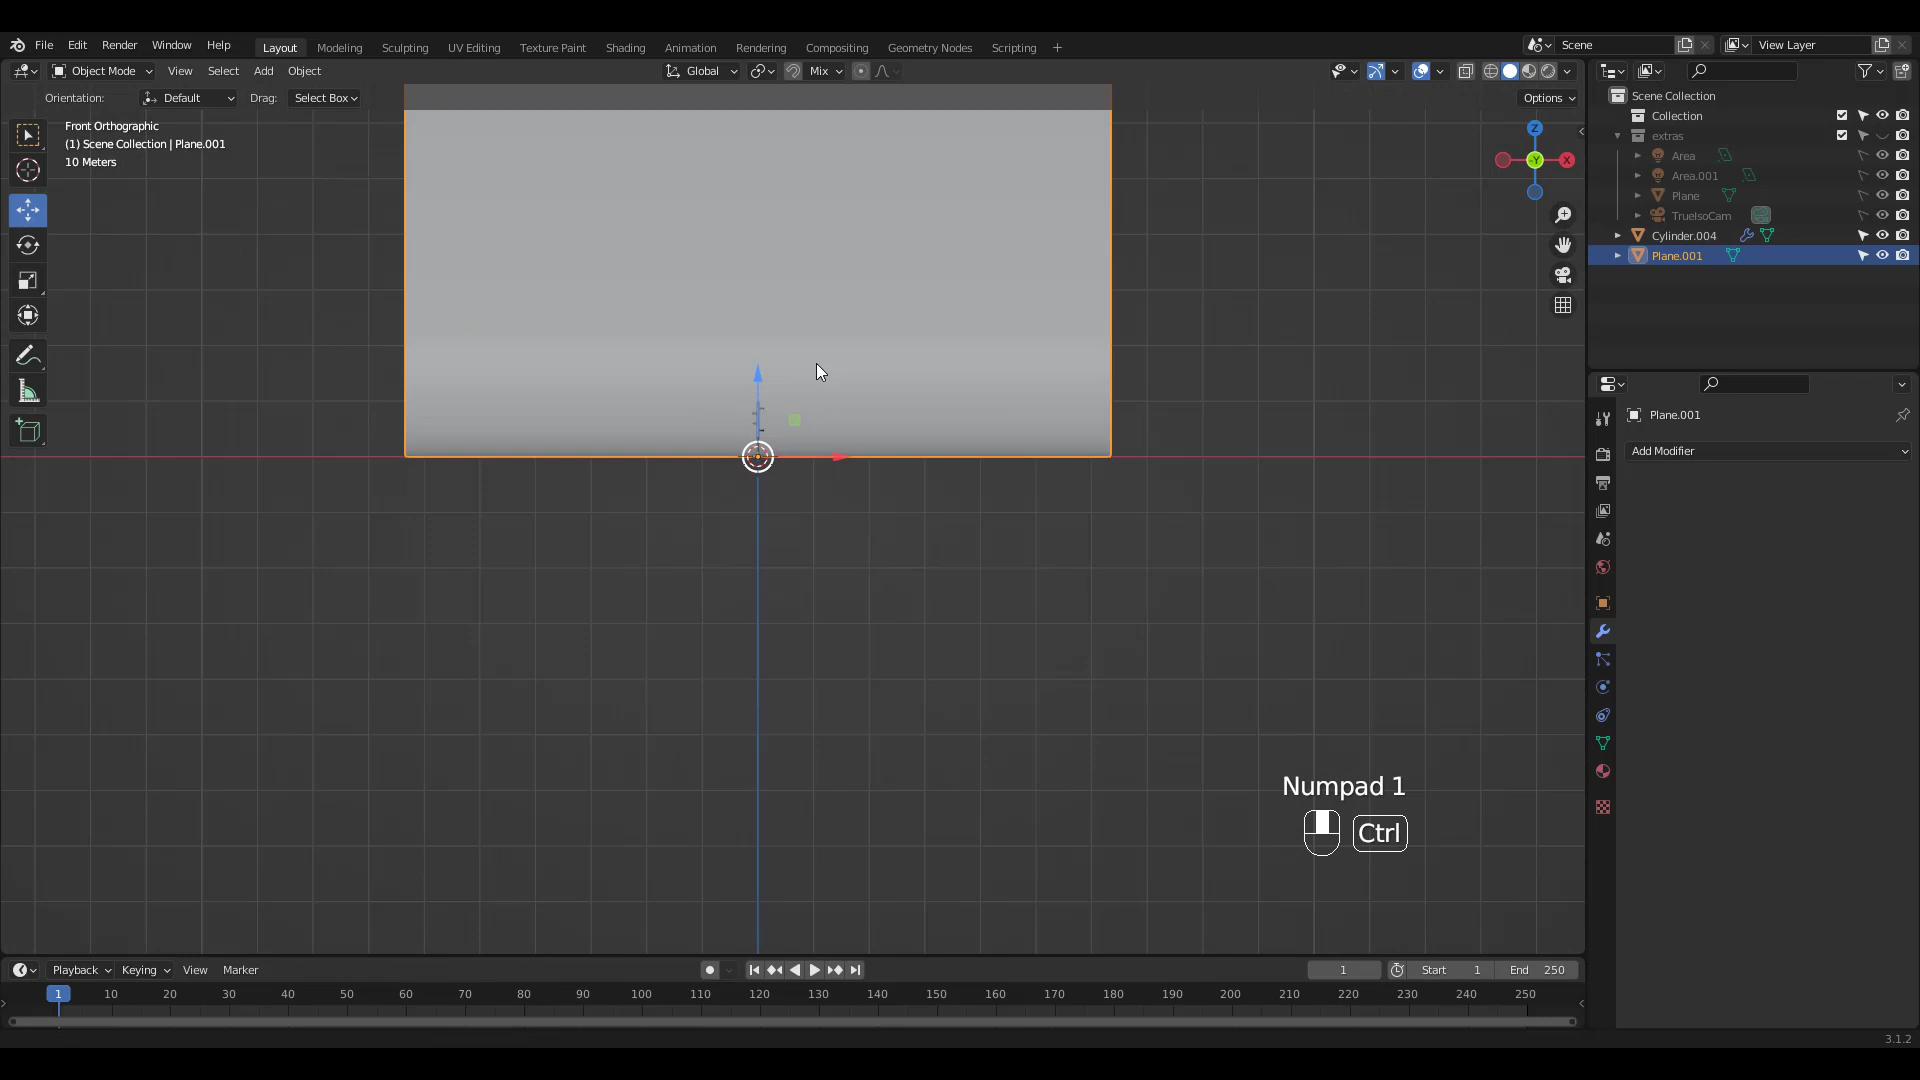 File Edit Render Window Help Layout Modeling Sculpting UV Editing Texture Paint Shading Animation Rendering Compositing Geometry Nodes Scripting + Scene View Layer
Object Mode View Select Add Object Global Mix
Orientation: Default Drag: Select Box Options
Front Orthographic
(1) Scene Collection | Plane.001
10 Meters
Z
Y
X
Scene Collection
Collection
extras
Area
Area.001
Plane
TrueIsoCam
Cylinder.004
Plane.001
Plane.001
Add Modifier
Numpad 1
Ctrl
Playback Keying View Marker 1 Start 1 End 250
1 10 20 30 40 50 60 70 80 90 100 110 120 130 140 150 160 170 180 190 200 210 220 230 240 250
3.1.2